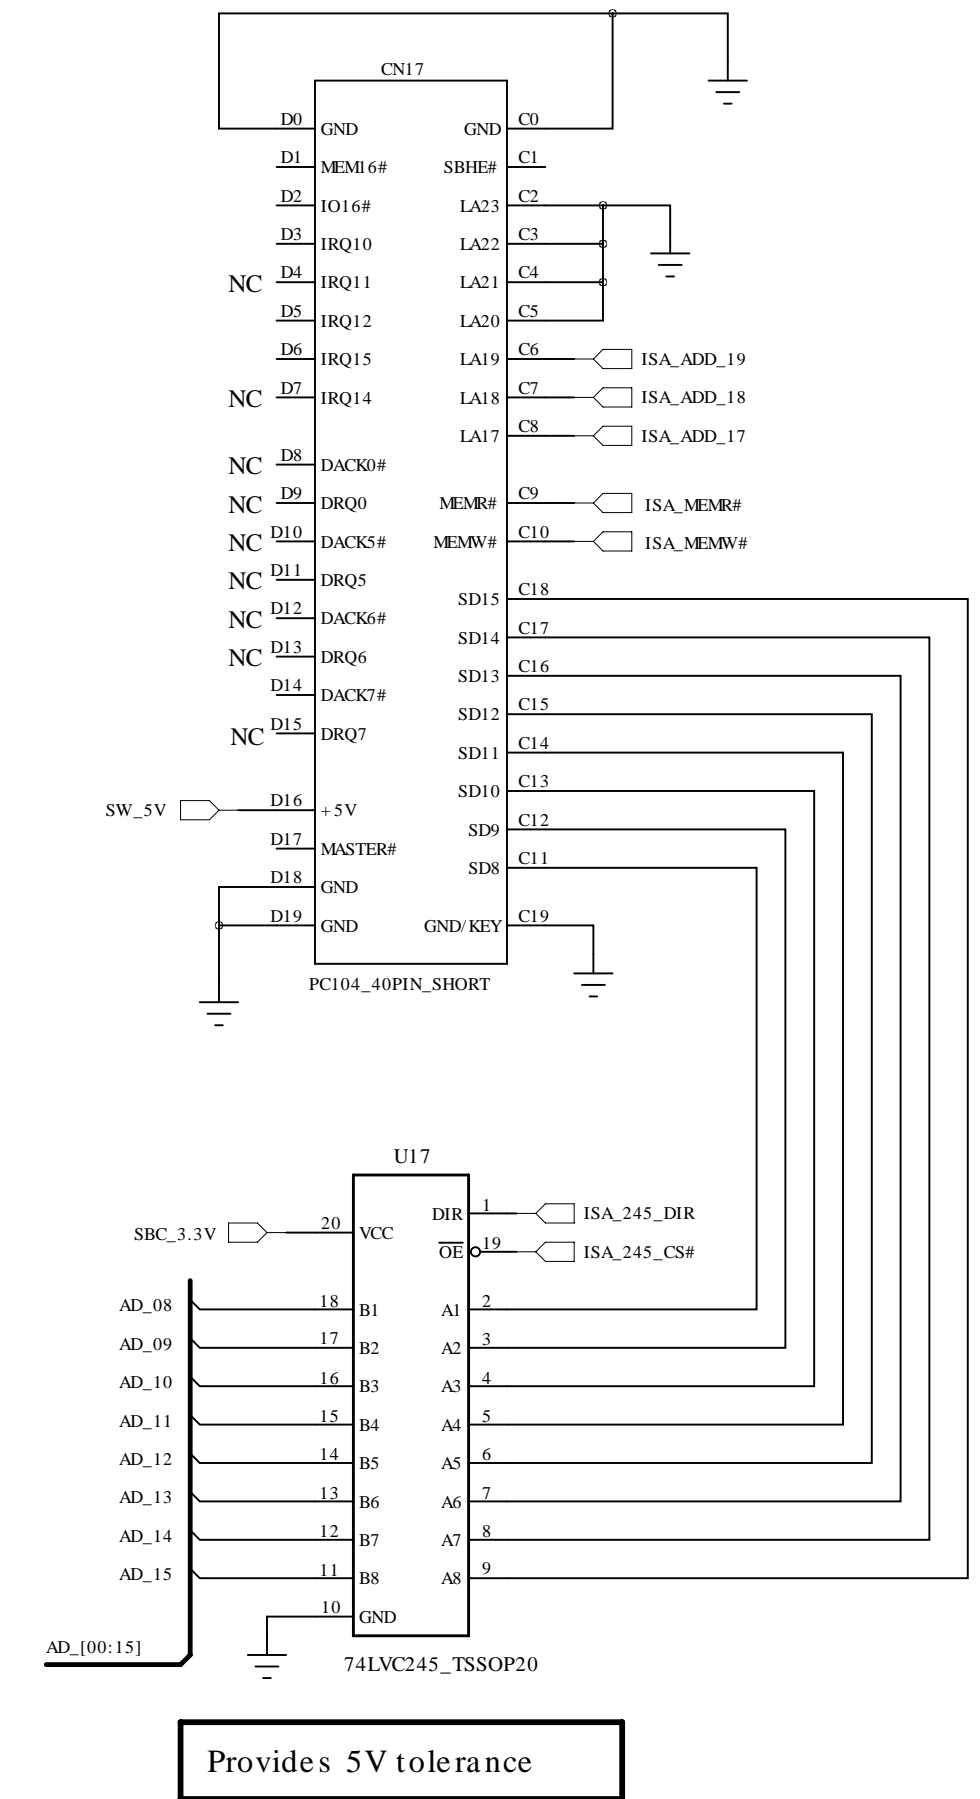 CN17
D0 GND GND C0
D1 MEM16# SBHE# C1
D2 IO16# LA23 C2
D3 IRQ10 LA22 C3
NC D4 IRQ11 LA21 C4
D5 IRQ12 LA20 C5
D6 IRQ15 LA19 C6 ISA_ADD_19
NC D7 IRQ14 LA18 C7 ISA_ADD_18
LA17 C8 ISA_ADD_17
NC D8 DACK0#
NC D9 DRQ0 MEMR# C9 ISA_MEMR#
NC D10 DACK5# MEMW# C10 ISA_MEMW#
NC D11 DRQ5
SD15 C18
NC D12 DACK6#
SD14 C17
NC D13 DRQ6
SD13 C16
D14 DACK7#
SD12 C15
NC D15 DRQ7
SD11 C14
SD10 C13
SW_5V D16 +5V
SD9 C12
D17 MASTER#
SD8 C11
D18 GND
D19 GND GND/KEY C19
PC104_40PIN_SHORT
U17
DIR 1 ISA_245_DIR
SBC_3.3V 20 VCC
OE 19 ISA_245_CS#
AD_08 18 B1 A1 2
AD_09 17 B2 A2 3
AD_10 16 B3 A3 4
AD_11 15 B4 A4 5
AD_12 14 B5 A5 6
AD_13 13 B6 A6 7
AD_14 12 B7 A7 8
AD_15 11 B8 A8 9
10 GND
AD_[00:15]
74LVC245_TSSOP20
Provides 5V tolerance